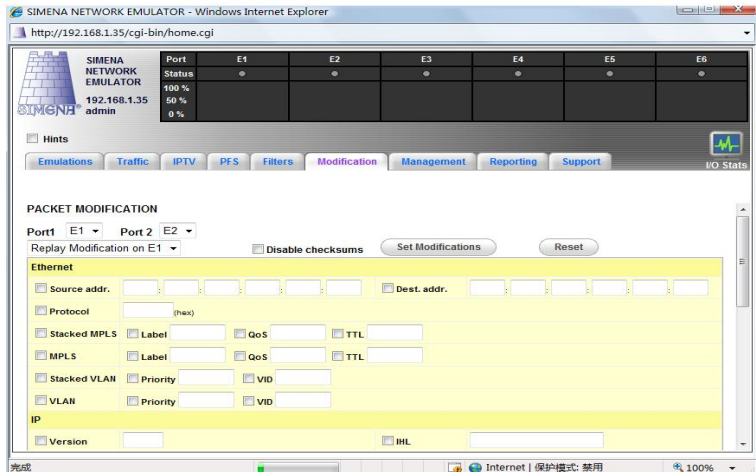 SIMENA NETWORK EMULATOR - Windows Internet Explorer
http://192.168.1.35/cgi-bin/home.cgi
SIMENA
NETWORK
EMULATOR
192.168.1.35
admin
SIMENA®
Port E1 E2 E3 E4 E5 E6
Status
100 %
50 %
0 %
Hints
Emulations Traffic IPTV PFS Filters Modification Management Reporting Support
I/O Stats
PACKET MODIFICATION
Port1 E1 Port 2 E2
Replay Modification on E1 Disable checksums Set Modifications Reset
Ethernet
Source addr. : : : : : Dest. addr. : : : : :
Protocol (hex)
Stacked MPLS Label QoS TTL
MPLS Label QoS TTL
Stacked VLAN Priority VID
VLAN Priority VID
IP
Version IHL
完成 Internet | 保护模式: 禁用 100%